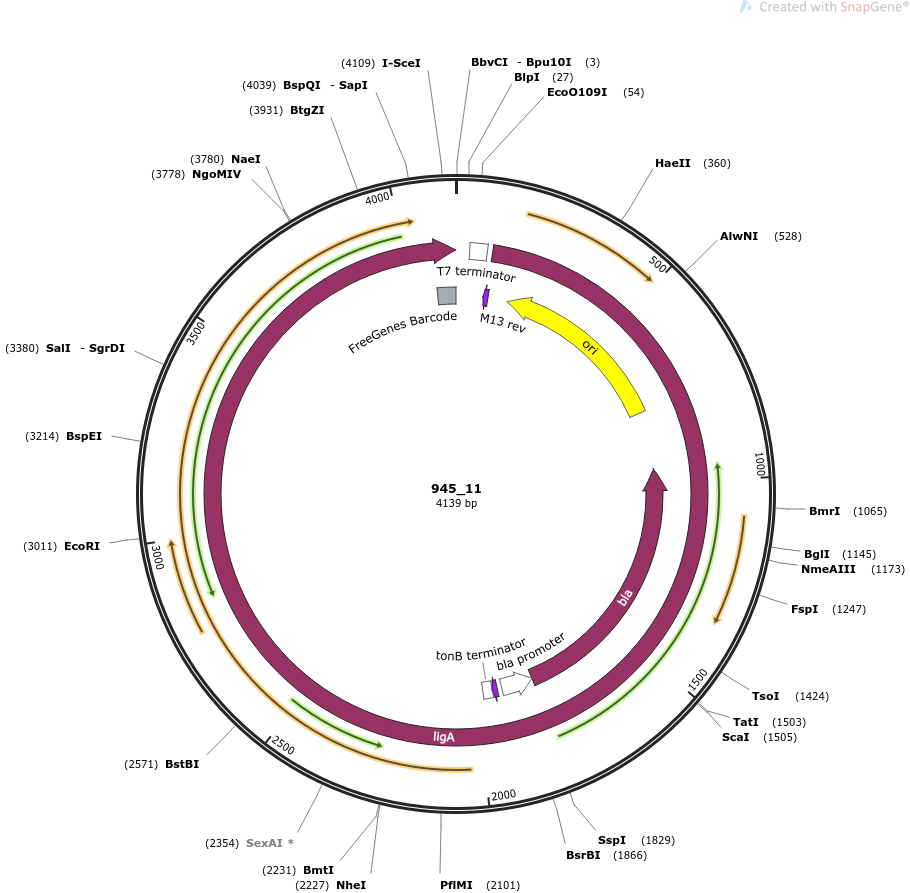 Created with SnapGene®
(4109) I-SceI
BbvCI - Bpu10I (3)
BlpI (27)
(4039) BspQI - SapI
EcoO109I (54)
(3931) BtgZI
(3780) NaeI
HaeII (360)
(3778) NgoMIV
4000
AlwNI (528)
500
T7 terminator
FreeGenes Barcode
M13 rev
ori
3500
(3380) SalI - SgrDI
(3214) BspEI
1000
945_11
4139 bp
BmrI (1065)
(3011) EcoRI
3000
BglI (1145)
NmeAIII (1173)
bla
FspI (1247)
tonB terminator
bla promoter
1500
TsoI (1424)
TatI (1503)
ScaI (1505)
ligA
2500
(2571) BstBI
2000
(2354) SexAI *
SspI (1829)
BsrBI (1866)
(2231) BmtI
(2227) NheI
PflMI (2101)